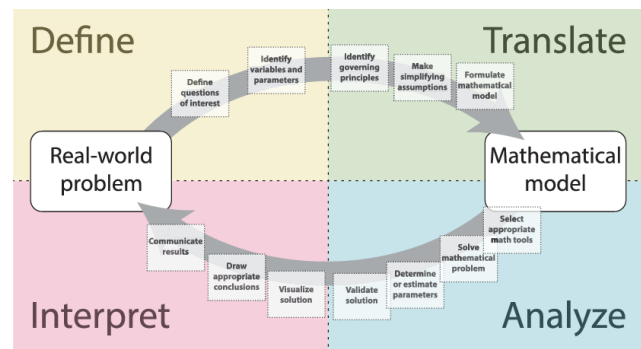 Define
Translate
Define
questions
of interest
Identify
variables and
parameters
Identify
governing
principles
Make
simplifying
assumptions
Formulate
mathematical
model
Real-world
problem
Mathematical
model
Select
appropriate
math tools
Solve
mathematical
problem
Determine
or estimate
parameters
Validate
solution
Visualize
solution
Draw
appropriate
conclusions
Communicate
results
Interpret
Analyze